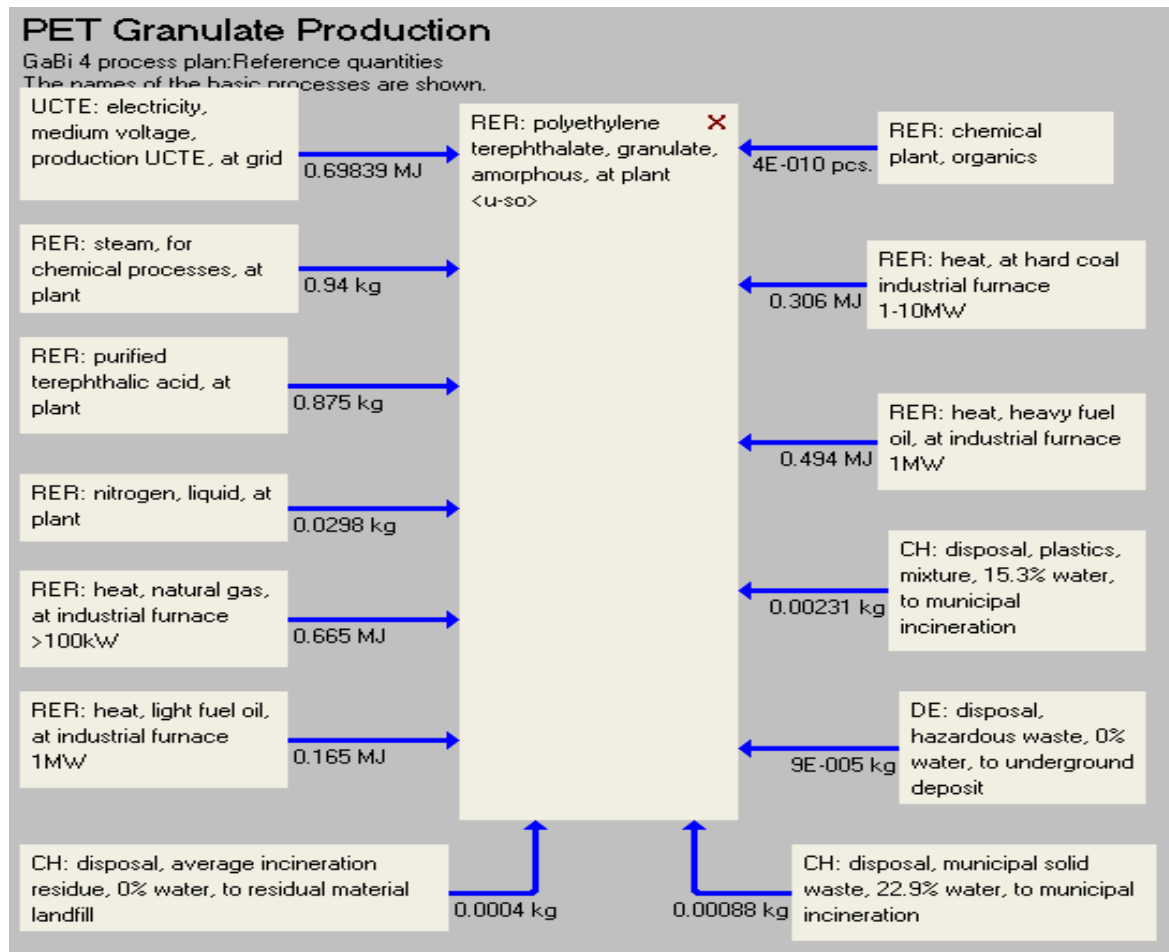 PET Granulate Production
GaBi 4 process plan:Reference quantities
The names of the basic processes are shown.
UCTE: electricity,
medium voltage,
production UCTE, at grid
0.69839 MJ
RER: steam, for
chemical processes, at
plant
0.94 kg
RER: purified
terephthalic acid, at
plant
0.875 kg
RER: nitrogen, liquid, at
plant
0.0298 kg
RER: heat, natural gas,
at industrial furnace
>100kW
0.665 MJ
RER: heat, light fuel oil,
at industrial furnace
1MW
0.165 MJ
CH: disposal, average incineration
residue, 0% water, to residual material
landfill
0.0004 kg
RER: polyethylene
terephthalate, granulate,
amorphous, at plant
<u-so>
RER: chemical
plant, organics
4E-010 pcs.
RER: heat, at hard coal
industrial furnace
1-10MW
0.306 MJ
RER: heat, heavy fuel
oil, at industrial furnace
1MW
0.494 MJ
CH: disposal, plastics,
mixture, 15.3% water,
to municipal
incineration
0.00231 kg
DE: disposal,
hazardous waste, 0%
water, to underground
deposit
9E-005 kg
CH: disposal, municipal solid
waste, 22.9% water, to municipal
incineration
0.00088 kg